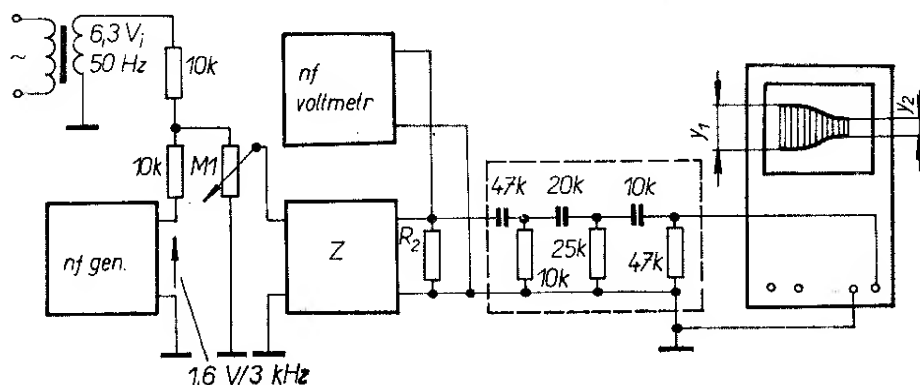 ~
6,3 V;
50 Hz
10k
10k
M1
nf gen.
1,6 V/3 kHz
nf
voltmetr
Z
R2
47k
20k
10k
10k
25k
47k
y1
y2